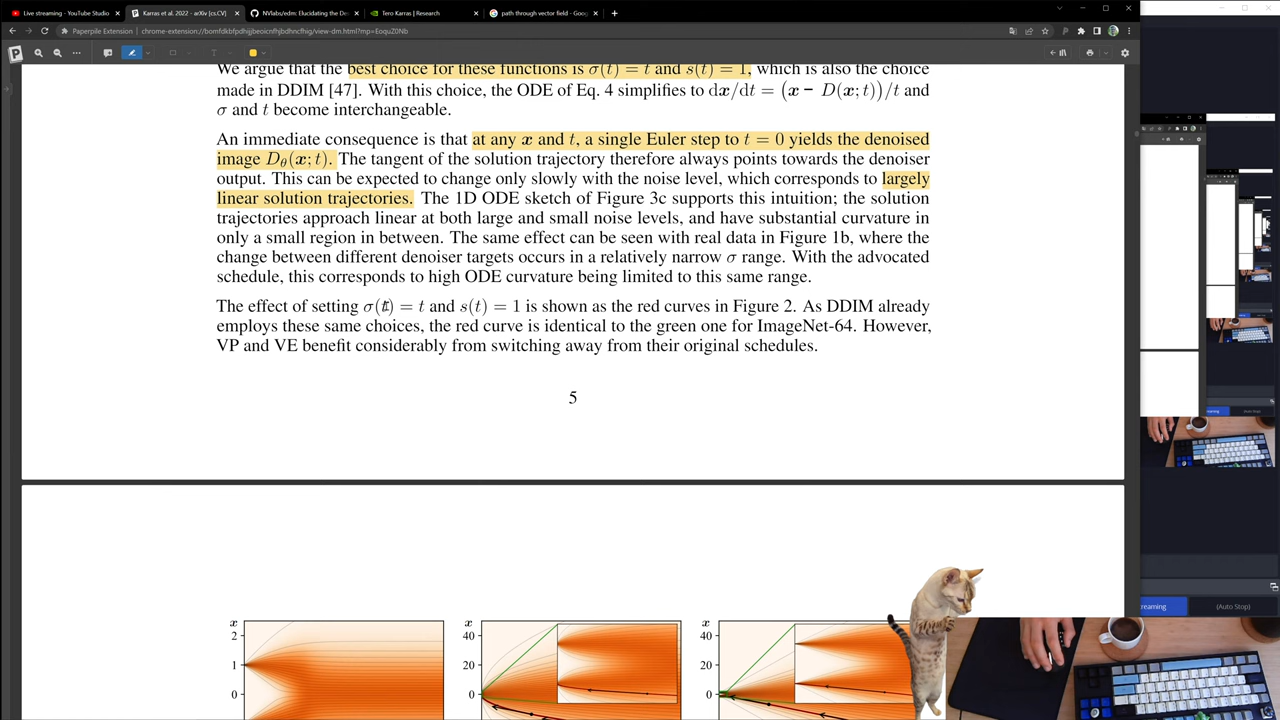 Live streaming - YouTube Studio
Karras et al. 2022 - arXiv [cs.CV]
NVlabs/edm: Elucidating the De
Tero Karras | Research
path through vector field - Goo
Paperpile Extension | chrome-extension://bomfdkbfpdhijjbeoicnfhjbdhncfhig/view-dm.html?mp=EoquZ0Nb
We argue that the best choice for these functions is σ(t) = t and s(t) = 1, which is also the choice
made in DDIM [47]. With this choice, the ODE of Eq. 4 simplifies to dx/dt = (x − D(x; t))/t and
σ and t become interchangeable.
An immediate consequence is that at any x and t, a single Euler step to t = 0 yields the denoised
image Dθ(x; t). The tangent of the solution trajectory therefore always points towards the denoiser
output. This can be expected to change only slowly with the noise level, which corresponds to largely
linear solution trajectories. The 1D ODE sketch of Figure 3c supports this intuition; the solution
trajectories approach linear at both large and small noise levels, and have substantial curvature in
only a small region in between. The same effect can be seen with real data in Figure 1b, where the
change between different denoiser targets occurs in a relatively narrow σ range. With the advocated
schedule, this corresponds to high ODE curvature being limited to this same range.
The effect of setting σ(t) = t and s(t) = 1 is shown as the red curves in Figure 2. As DDIM already
employs these same choices, the red curve is identical to the green one for ImageNet-64. However,
VP and VE benefit considerably from switching away from their original schedules.
5
x
2
1
0
x
40
20
0
x
40
20
0
reaming
(Auto Stop)